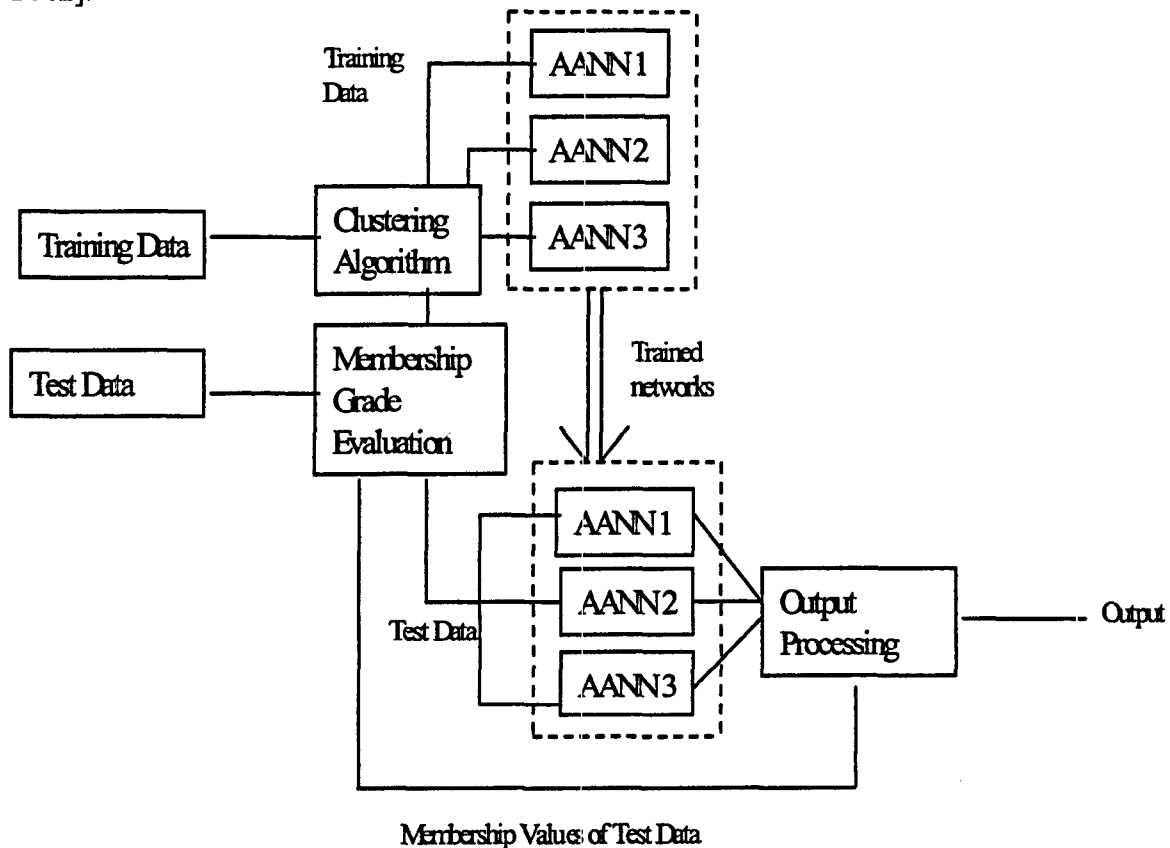 Training
Data
AANN1
AANN2
AANN3
Training Data
Clustering
Algorithm
Test Data
Membership
Grade
Evaluation
Trained
networks
AANN1
AANN2
AANN3
Test Data
Output
Processing
Output
Membership Values of Test Data